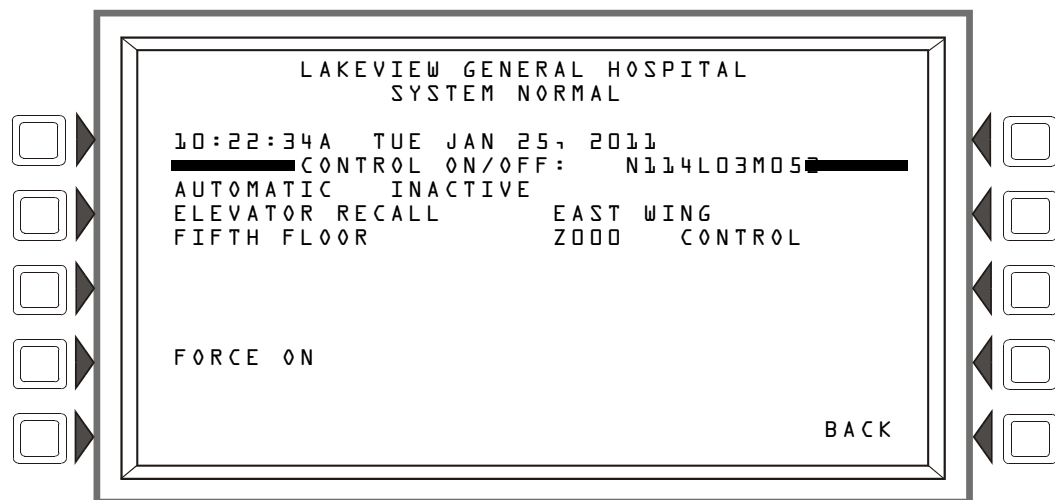 LAKEVIEW GENERAL HOSPITAL
SYSTEM NORMAL
10:22:34A TUE JAN 25, 2011
CONTROL ON/OFF:
AUTOMATIC INACTIVE
ELEVATOR RECALL EAST WING
FIFTH FLOOR Z000 CONTROL
FORCE ON
BACK